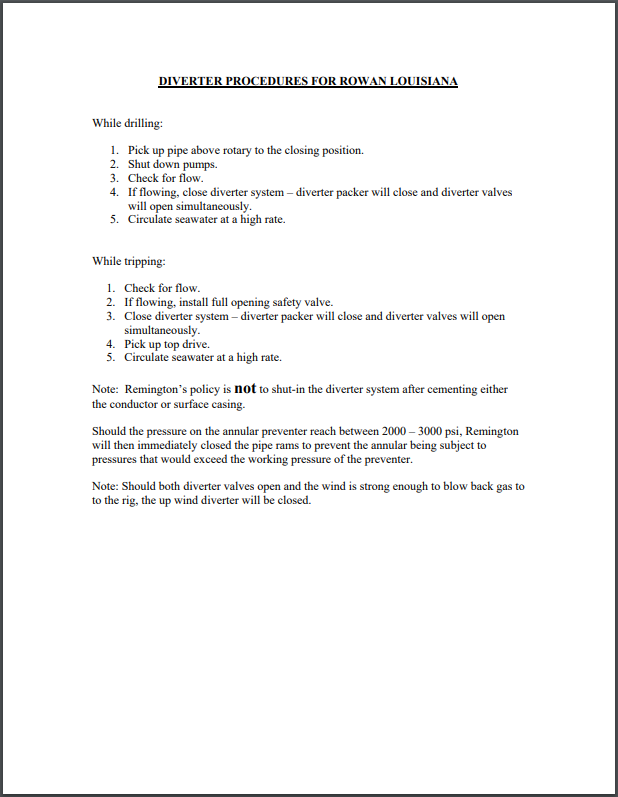 DIVERTER PROCEDURES FOR ROWAN LOUISIANA
While drilling:
1. Pick up pipe above rotary to the closing position.
2. Shut down pumps.
3. Check for flow.
4. If flowing, close diverter system – diverter packer will close and diverter valves
will open simultaneously.
5. Circulate seawater at a high rate.
While tripping:
1. Check for flow.
2. If flowing, install full opening safety valve.
3. Close diverter system – diverter packer will close and diverter valves will open
simultaneously.
4. Pick up top drive.
5. Circulate seawater at a high rate.
Note: Remington's policy is not to shut-in the diverter system after cementing either
the conductor or surface casing.
Should the pressure on the annular preventer reach between 2000 – 3000 psi, Remington
will then immediately closed the pipe rams to prevent the annular being subject to
pressures that would exceed the working pressure of the preventer.
Note: Should both diverter valves open and the wind is strong enough to blow back gas to
to the rig, the up wind diverter will be closed.